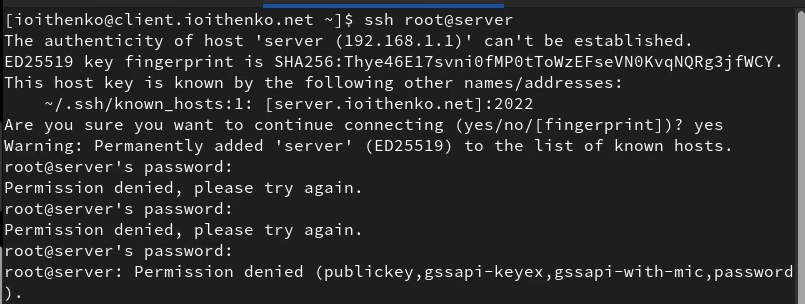 [ioithenko@client.ioithenko.net ~]$ ssh root@server
The authenticity of host 'server (192.168.1.1)' can't be established.
ED25519 key fingerprint is SHA256:Thye46E17svni0fMP0tToWzEFseVN0KvqNQRg3jfWCY.
This host key is known by the following other names/addresses:
    ~/.ssh/known_hosts:1: [server.ioithenko.net]:2022
Are you sure you want to continue connecting (yes/no/[fingerprint])? yes
Warning: Permanently added 'server' (ED25519) to the list of known hosts.
root@server's password:
Permission denied, please try again.
root@server's password:
Permission denied, please try again.
root@server's password:
root@server: Permission denied (publickey,gssapi-keyex,gssapi-with-mic,password
).